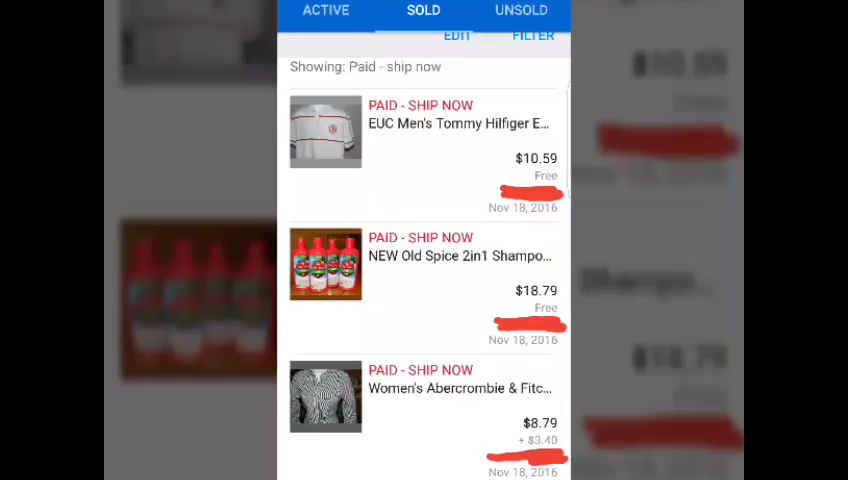 ACTIVE SOLD UNSOLD
EDIT FILTER
Showing: Paid - ship now
PAID - SHIP NOW
EUC Men's Tommy Hilfiger E...
$10.59
Free
Nov 18, 2016
PAID - SHIP NOW
NEW Old Spice 2in1 Shampo...
$18.79
Free
Nov 18, 2016
PAID - SHIP NOW
Women's Abercrombie & Fitc...
$8.79
+ $3.40
Nov 18, 2016